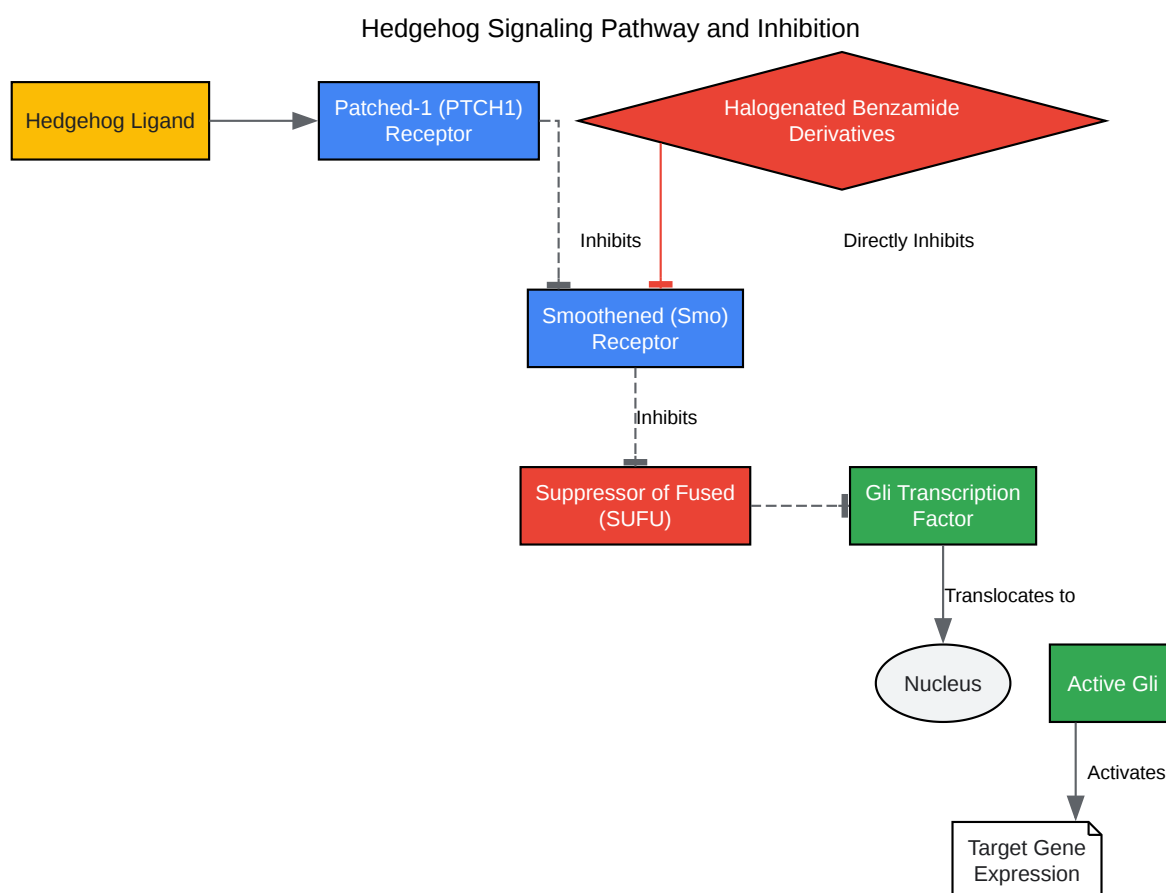 Hedgehog Signaling Pathway and Inhibition
Hedgehog Ligand
Patched-1 (PTCH1)
Receptor
Halogenated Benzamide
Derivatives
Inhibits
Directly Inhibits
Smoothened (Smo)
Receptor
Inhibits
Suppressor of Fused
(SUFU)
Gli Transcription
Factor
Translocates to
Nucleus
Active Gli
Activates
Target Gene
Expression